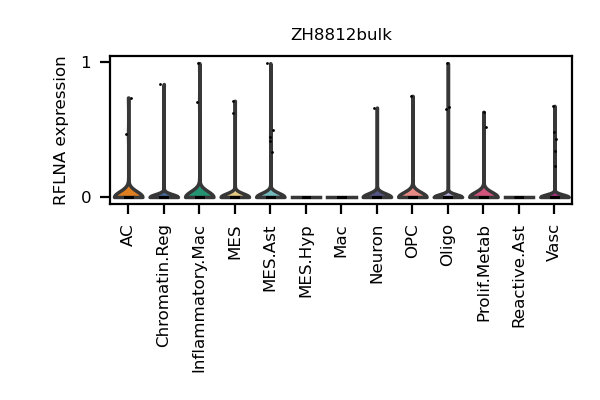 ZH8812bulk
RFLNA expression
1
0
AC
Chromatin.Reg
Inflammatory.Mac
MES
MES.Ast
MES.Hyp
Mac
Neuron
OPC
Oligo
Prolif.Metab
Reactive.Ast
Vasc